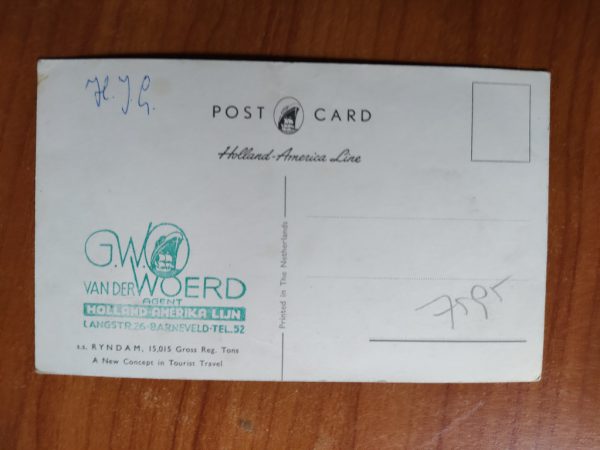 H. J. G.
POST CARD
Holland-America Line
Printed in The Netherlands
G.W.
VAN DER WOERD
AGENT
HOLLAND-AMERIKA LIJN
LANGSTR. 26-BARNEVELD-TEL. 52
s.s. RYNDAM, 15,015 Gross Reg. Tons
A New Concept in Tourist Travel